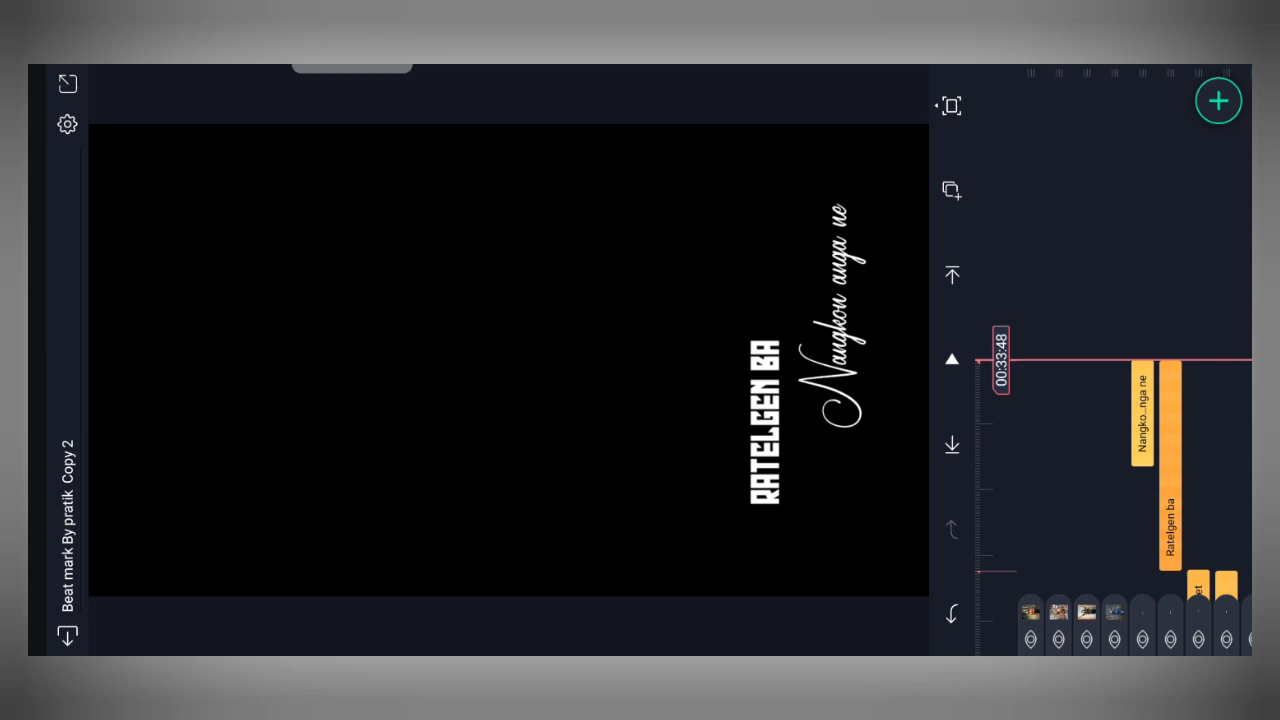 Beat mark By pratik Copy 2
RATELGEN BA
Nangkon anga ne
00:33:48
Nangko...nga ne
Ratelgen ba
et